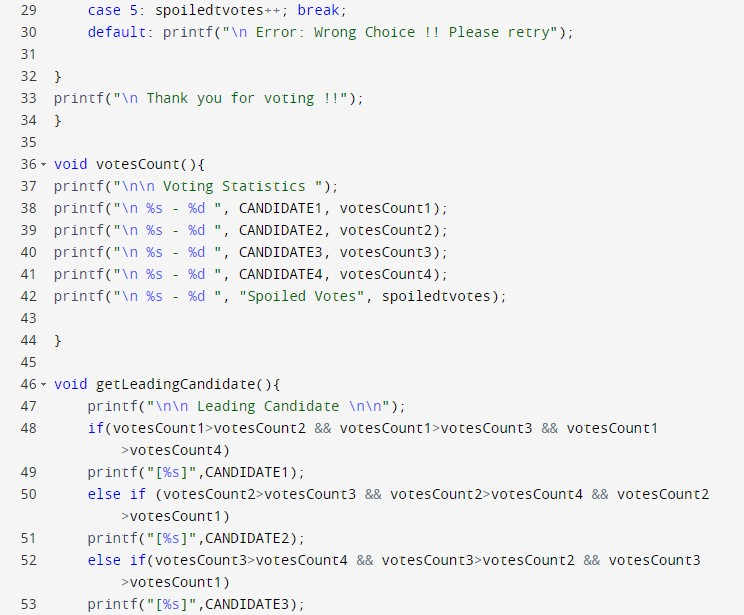 29 case 5: spoiledtvotes++; break;
30 default: printf("\n Error: Wrong Choice !! Please retry");
31
32 }
33 printf("\n Thank you for voting !!");
34 }
35
36 void votesCount(){
37 printf("\n\n Voting Statistics ");
38 printf("\n %s - %d ", CANDIDATE1, votesCount1);
39 printf("\n %s - %d ", CANDIDATE2, votesCount2);
40 printf("\n %s - %d ", CANDIDATE3, votesCount3);
41 printf("\n %s - %d ", CANDIDATE4, votesCount4);
42 printf("\n %s - %d ", "Spoiled Votes", spoiledtvotes);
43
44 }
45
46 void getLeadingCandidate(){
47 printf("\n\n Leading Candidate \n\n");
48 if(votesCount1>votesCount2 && votesCount1>votesCount3 && votesCount1
>votesCount4)
49 printf("[%s]",CANDIDATE1);
50 else if (votesCount2>votesCount3 && votesCount2>votesCount4 && votesCount2
>votesCount1)
51 printf("[%s]",CANDIDATE2);
52 else if(votesCount3>votesCount4 && votesCount3>votesCount2 && votesCount3
>votesCount1)
53 printf("[%s]",CANDIDATE3);